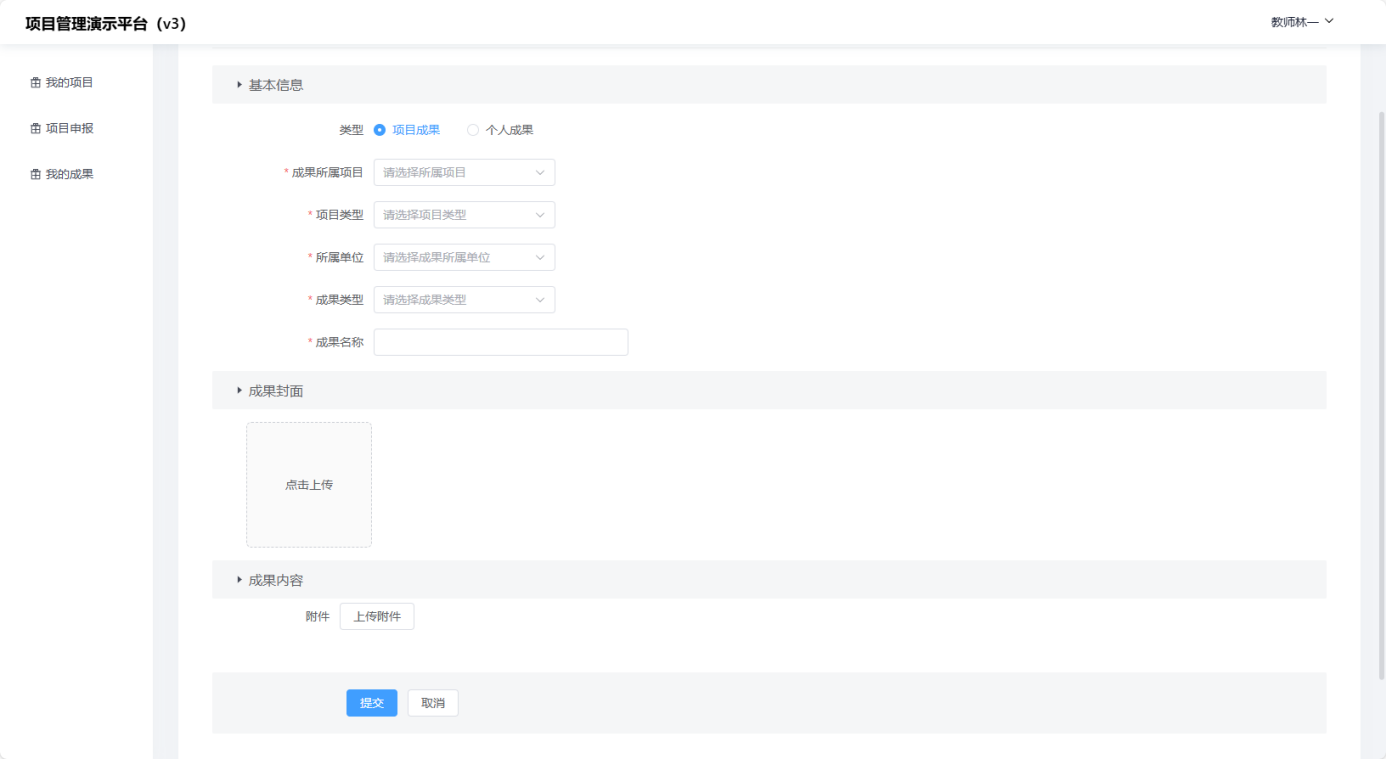 项目管理演示平台（v3）
教师林一
我的项目
项目申报
我的成果
基本信息
类型 项目成果 个人成果
* 成果所属项目 请选择所属项目
* 项目类型 请选择项目类型
* 所属单位 请选择成果所属单位
* 成果类型 请选择成果类型
* 成果名称
成果封面
点击上传
成果内容
附件 上传附件
提交 取消